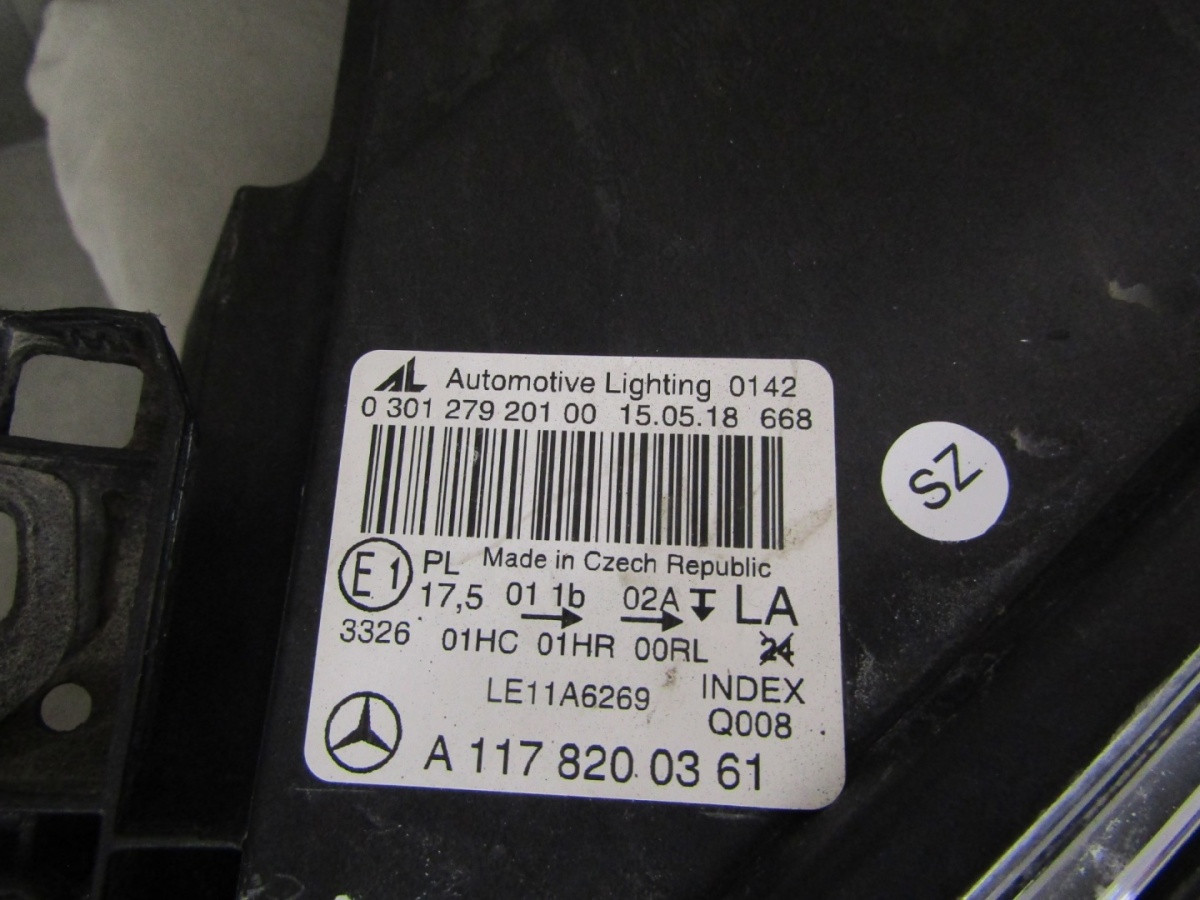 AL Automotive Lighting 0142
0 301 279 201 00 15.05.18 668
E1 PL Made in Czech Republic
17,5 01 1b 02A LA
3326 01HC 01HR 00RL 24
LE11A6269 INDEX
Q008
A 117 820 03 61
SZ